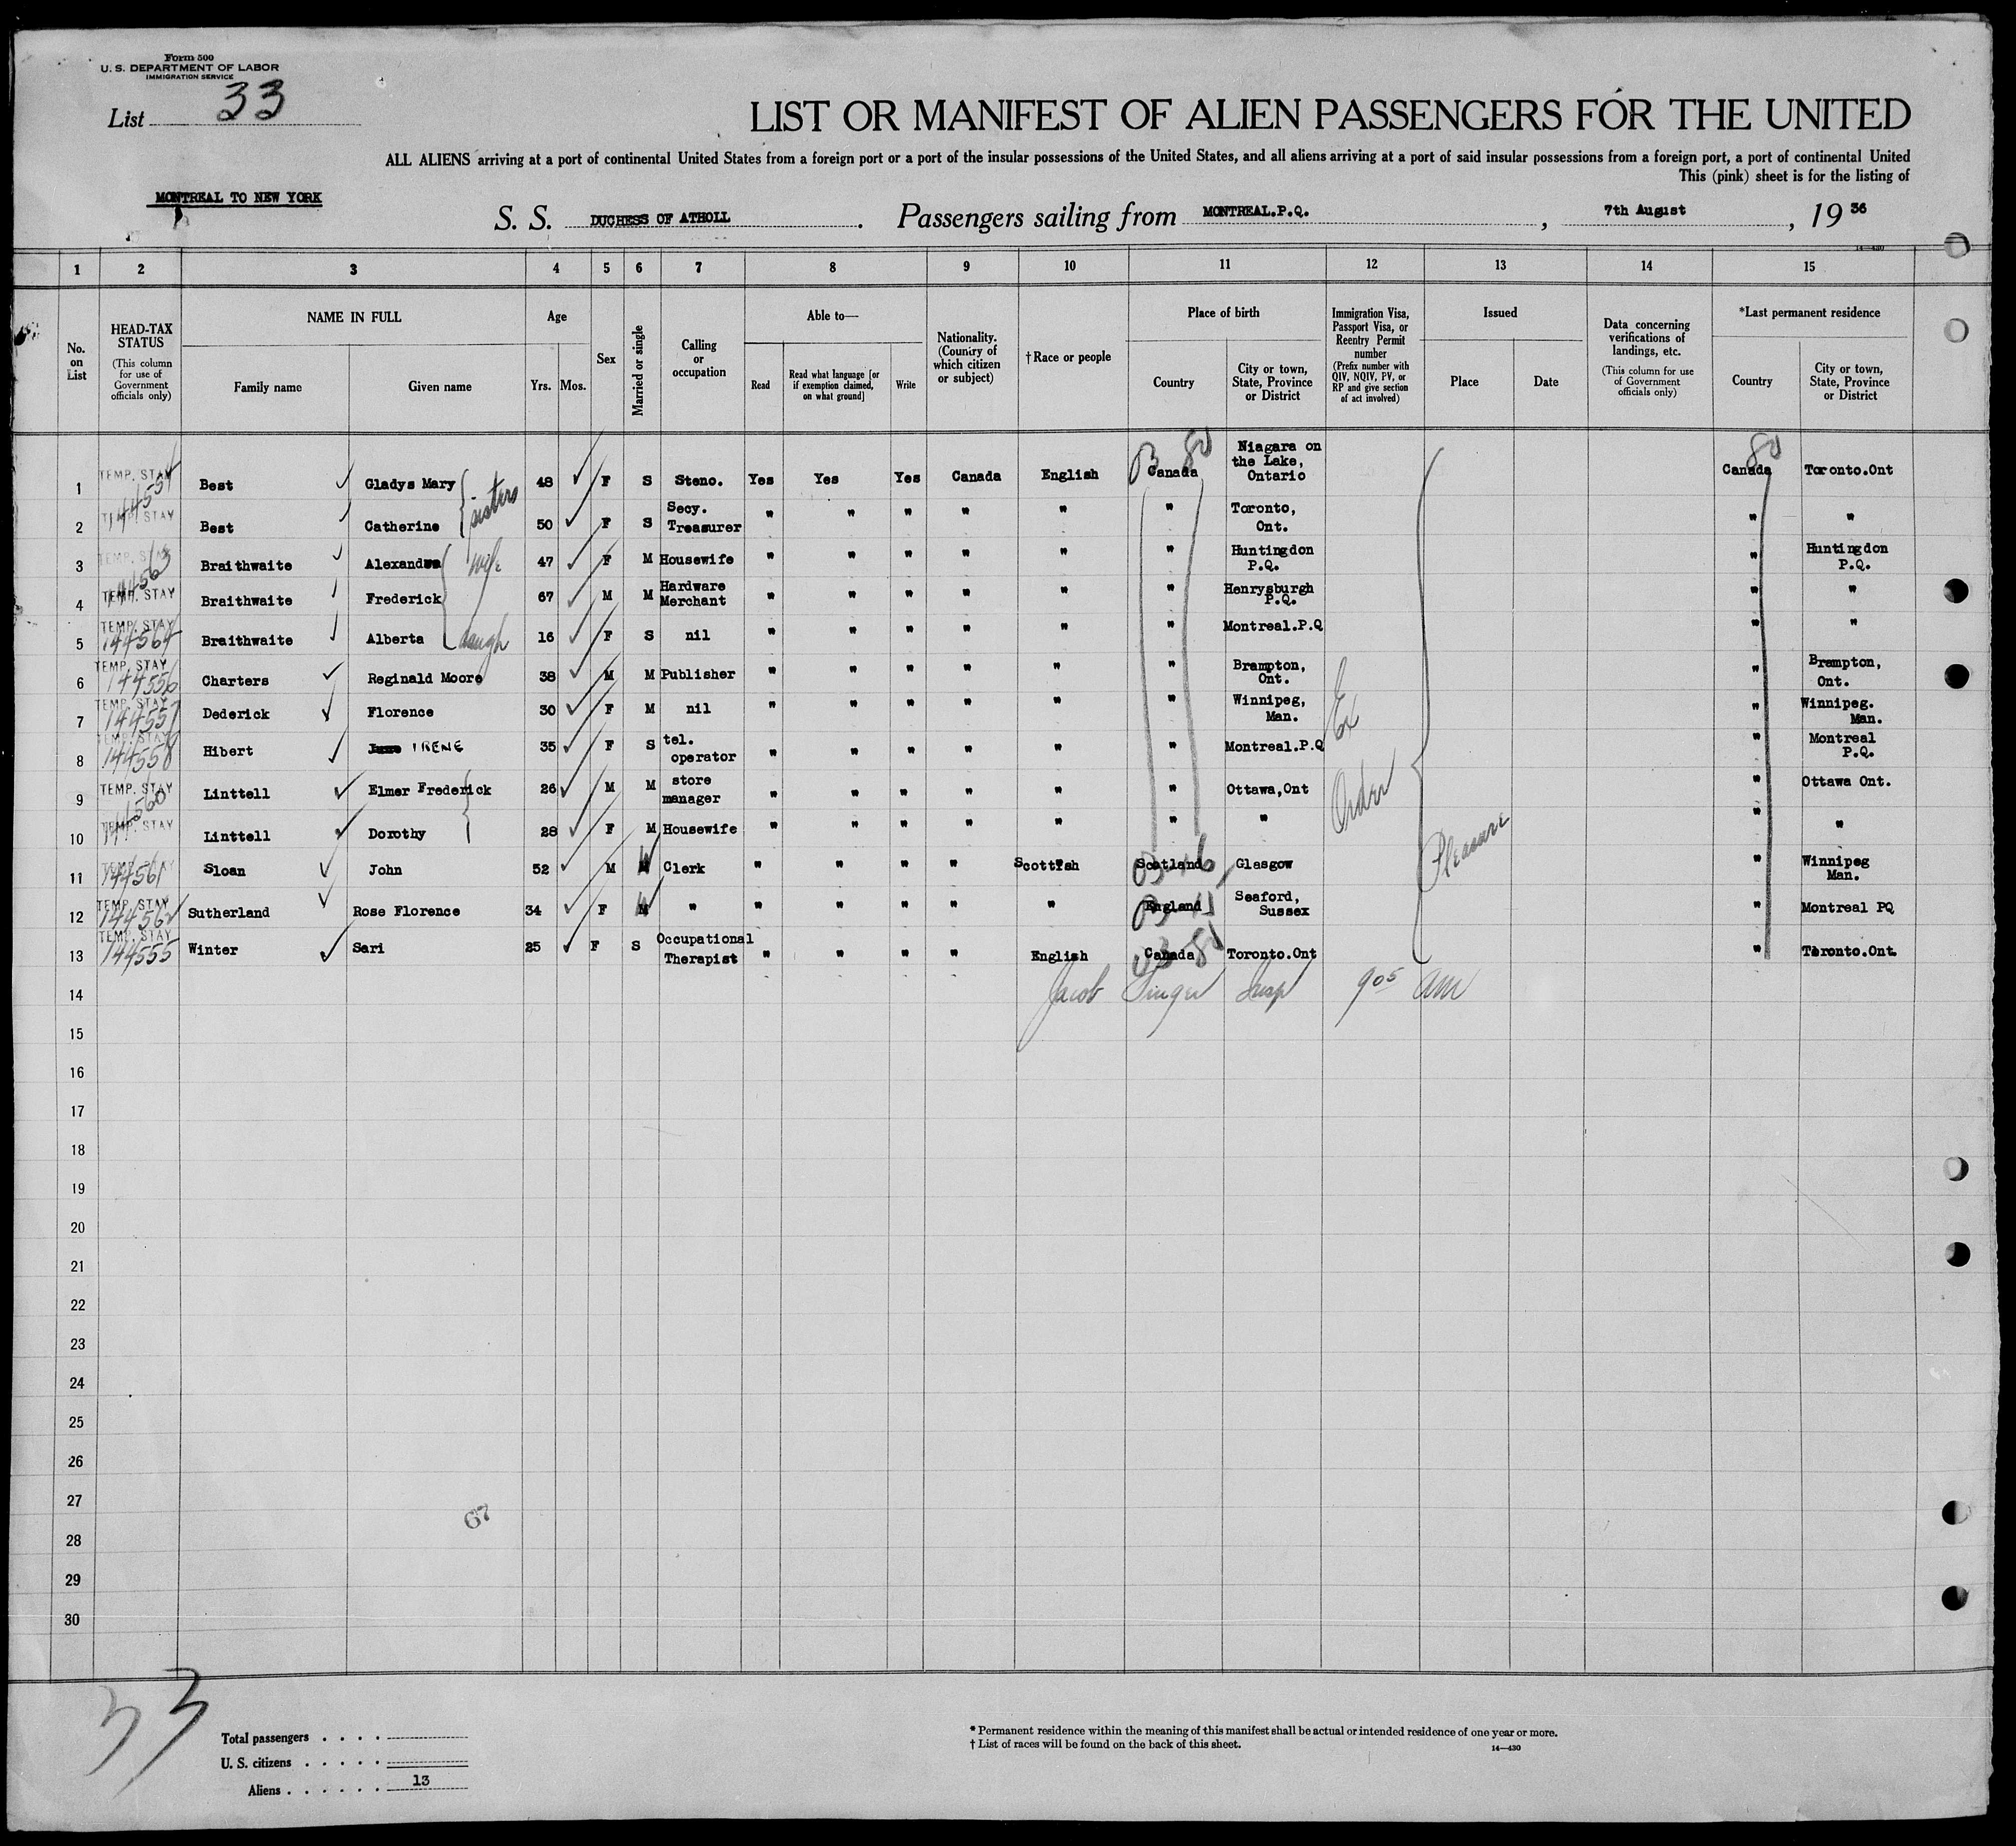 Form 500
U. S. DEPARTMENT OF LABOR
IMMIGRATION SERVICE
List 33
LIST OR MANIFEST OF ALIEN PASSENGERS FOR THE UNITED
ALL ALIENS arriving at a port of continental United States from a foreign port or a port of the insular possessions of the United States, and all aliens arriving at a port of said insular possessions from a foreign port, a port of continental United
This (pink) sheet is for the listing of
MONTREAL TO NEW YORK
S. S. DUCHESS OF ATHOLL. Passengers sailing from MONTREAL.P.Q., 7th August, 1936
14—430
1 2 3 4 5 6 7 8 9 10 11 12 13 14 15
No. on List
HEAD-TAX STATUS (This column for use of Government officials only)
NAME IN FULL
Family name
Given name
Age
Yrs. Mos.
Sex
Married or single
Calling or occupation
Able to—
Read
Read what language [or if exemption claimed, on what ground]
Write
Nationality. (Country of which citizen or subject)
†Race or people
Place of birth
Country
City or town, State, Province or District
Immigration Visa, Passport Visa, or Reentry Permit number (Prefix number with QIV, NQIV, PV, or RP and give section of act involved)
Issued
Place
Date
Data concerning verifications of landings, etc. (This column for use of Government officials only)
*Last permanent residence
Country
City or town, State, Province or District
1 TEMP. STAY Best Gladys Mary sisters 48 F S Steno. Yes Yes Yes Canada English Canada Niagara on the Lake, Ontario Canada Toronto.Ont
2 TEMP. STAY Best Catherine 50 F S Secy. Treasurer " " " " " " Toronto, Ont. " "
3 TEMP. STAY Braithwaite wife 47 F M Housewife " " " " " " Huntingdon P.Q. " Huntingdon P.Q.
4 TEMP. STAY 144563 Braithwaite Frederick 67 M M Hardware Merchant " " " " " " Henrysburgh P.Q. " "
5 TEMP. STAY 144564 Braithwaite Alberta daugh 16 F S nil " " " " " " Montreal.P.Q " "
6 TEMP. STAY 144556 Charters Reginald Moore 38 M M Publisher " " " " " " Brampton, Ont. " Brampton, Ont.
7 TEMP. STAY 144557 Dederick Florence 30 F M nil " " " " " " Winnipeg, Man. " Winnipeg. Man.
8 TEMP. STAY 144558 Hibert IRENE 35 F S tel. operator " " " " " " Montreal.P.Q " Montreal P.Q.
9 TEMP. STAY Linttell Elmer Frederick 26 M M store manager " " " " " " Ottawa,Ont " Ottawa Ont.
10 TEMP. STAY Linttell Dorothy 28 F M Housewife " " " " " " " " "
11 TEMP. STAY 144561 Sloan John 52 M Clerk " " " " Scottish Scotland Glasgow " Winnipeg Man.
12 TEMP. STAY 144562 Sutherland Rose Florence 34 F " " " " " " England Seaford, Sussex " Montreal PQ
13 TEMP. STAY 144555 Winter Sari 25 F S Occupational Therapist " " " " English Canada Toronto.Ont " Toronto.Ont
Ex Order
Pleasure
14 Jacob Singer Insp 9 05 am
15
16
17
18
19
20
21
22
23
24
25
26
27
28
29
30
67
33
Total passengers . . . .
U. S. citizens . . . . .
Aliens . . . . . . 13
* Permanent residence within the meaning of this manifest shall be actual or intended residence of one year or more.
† List of races will be found on the back of this sheet.
14—430